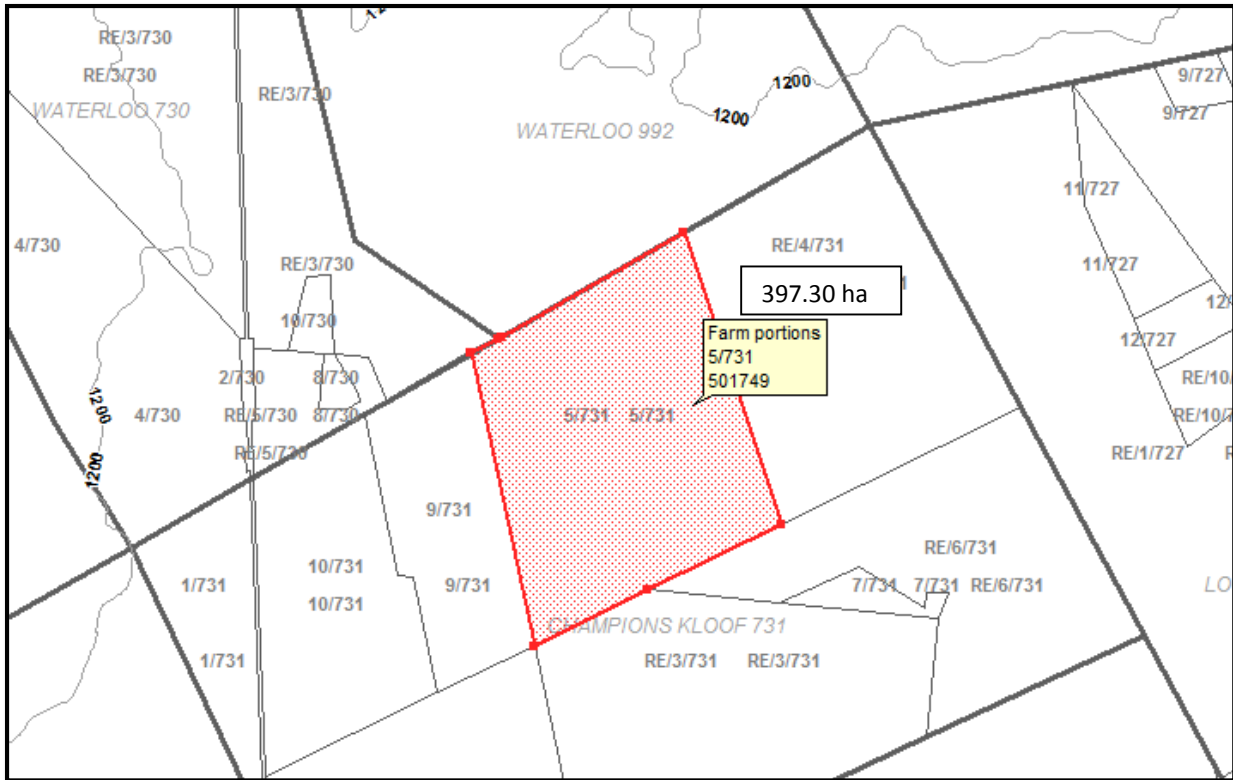 RE/3/730
RE/3/730
RE/3/730
WATERLOO 730
WATERLOO 992
1200
1200
9/727
9/727
11/727
4/730
RE/3/730
RE/4/731
11/727
397.30 ha
10/730
Farm portions
5/731
501749
12/727
2/730
8/730
RE/10/
1200
4/730
RE/5/730
8/730
5/731
5/731
RE/5/730
RE/1/727
1200
9/731
RE/6/731
10/731
1/731
9/731
7/731
7/731
RE/6/731
10/731
CHAMPIONS KLOOF 731
1/731
RE/3/731
RE/3/731